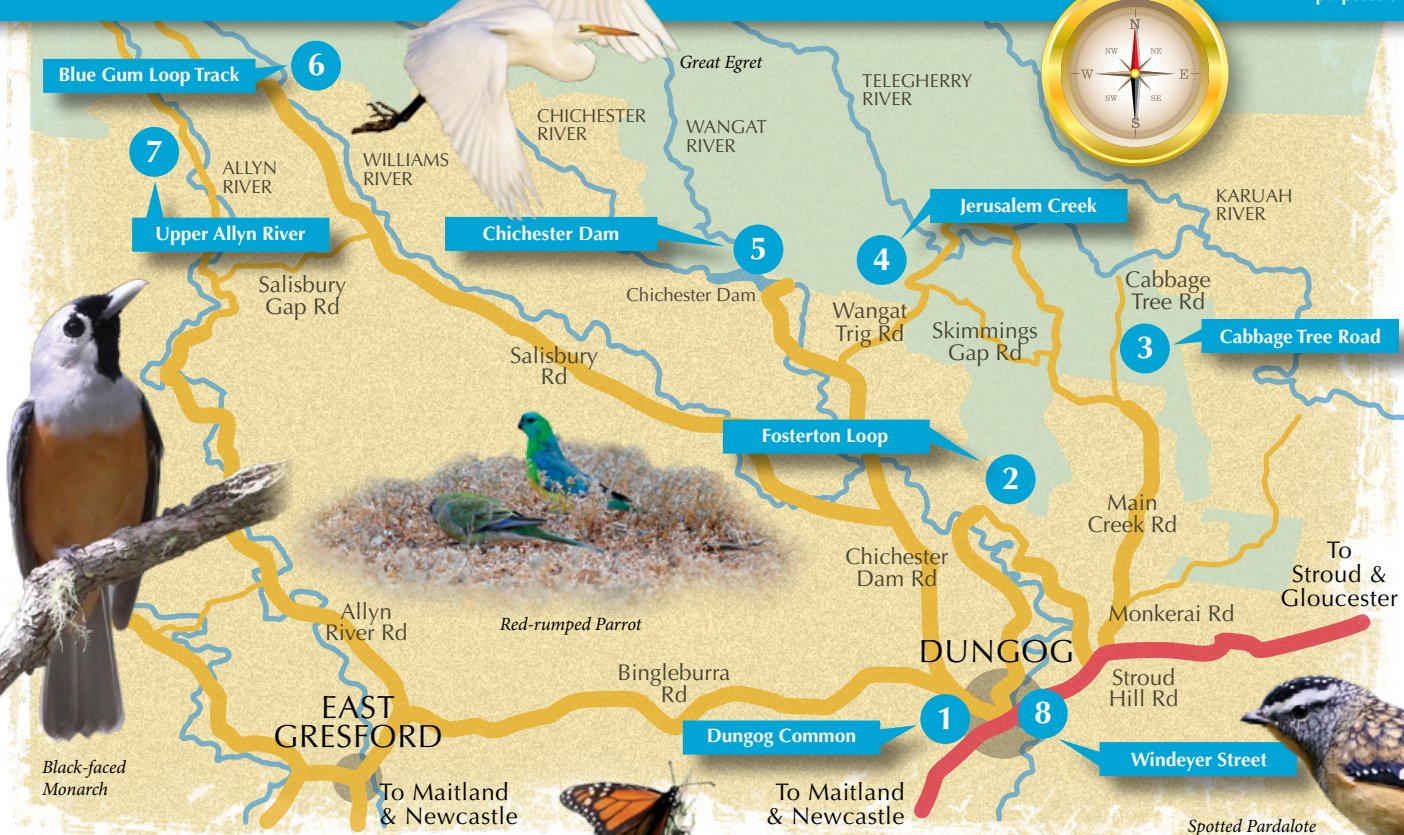 N
NW
NE
W
E
SW
SE
S
Blue Gum Loop Track
6
Great Egret
TELEGHERRY
RIVER
CHICHESTER
RIVER
WANGAT
RIVER
7
ALLYN
RIVER
WILLIAMS
RIVER
KARUAH
RIVER
Jerusalem Creek
Upper Allyn River
Chichester Dam
5
4
Salisbury
Gap Rd
Chichester Dam
Cabbage
Tree Rd
Wangat
Trig Rd
Skimmings
Gap Rd
3
Cabbage Tree Road
Salisbury
Rd
Fosterton Loop
2
Main
Creek Rd
Chichester
Dam Rd
To
Stroud &
Gloucester
Allyn
River Rd
Red-rumped Parrot
Monkerai Rd
DUNGOG
Bingleburra
Rd
Stroud
Hill Rd
EAST
GRESFORD
1
8
Dungog Common
Windeyer Street
Black-faced
Monarch
To Maitland
& Newcastle
To Maitland
& Newcastle
Spotted Pardalote